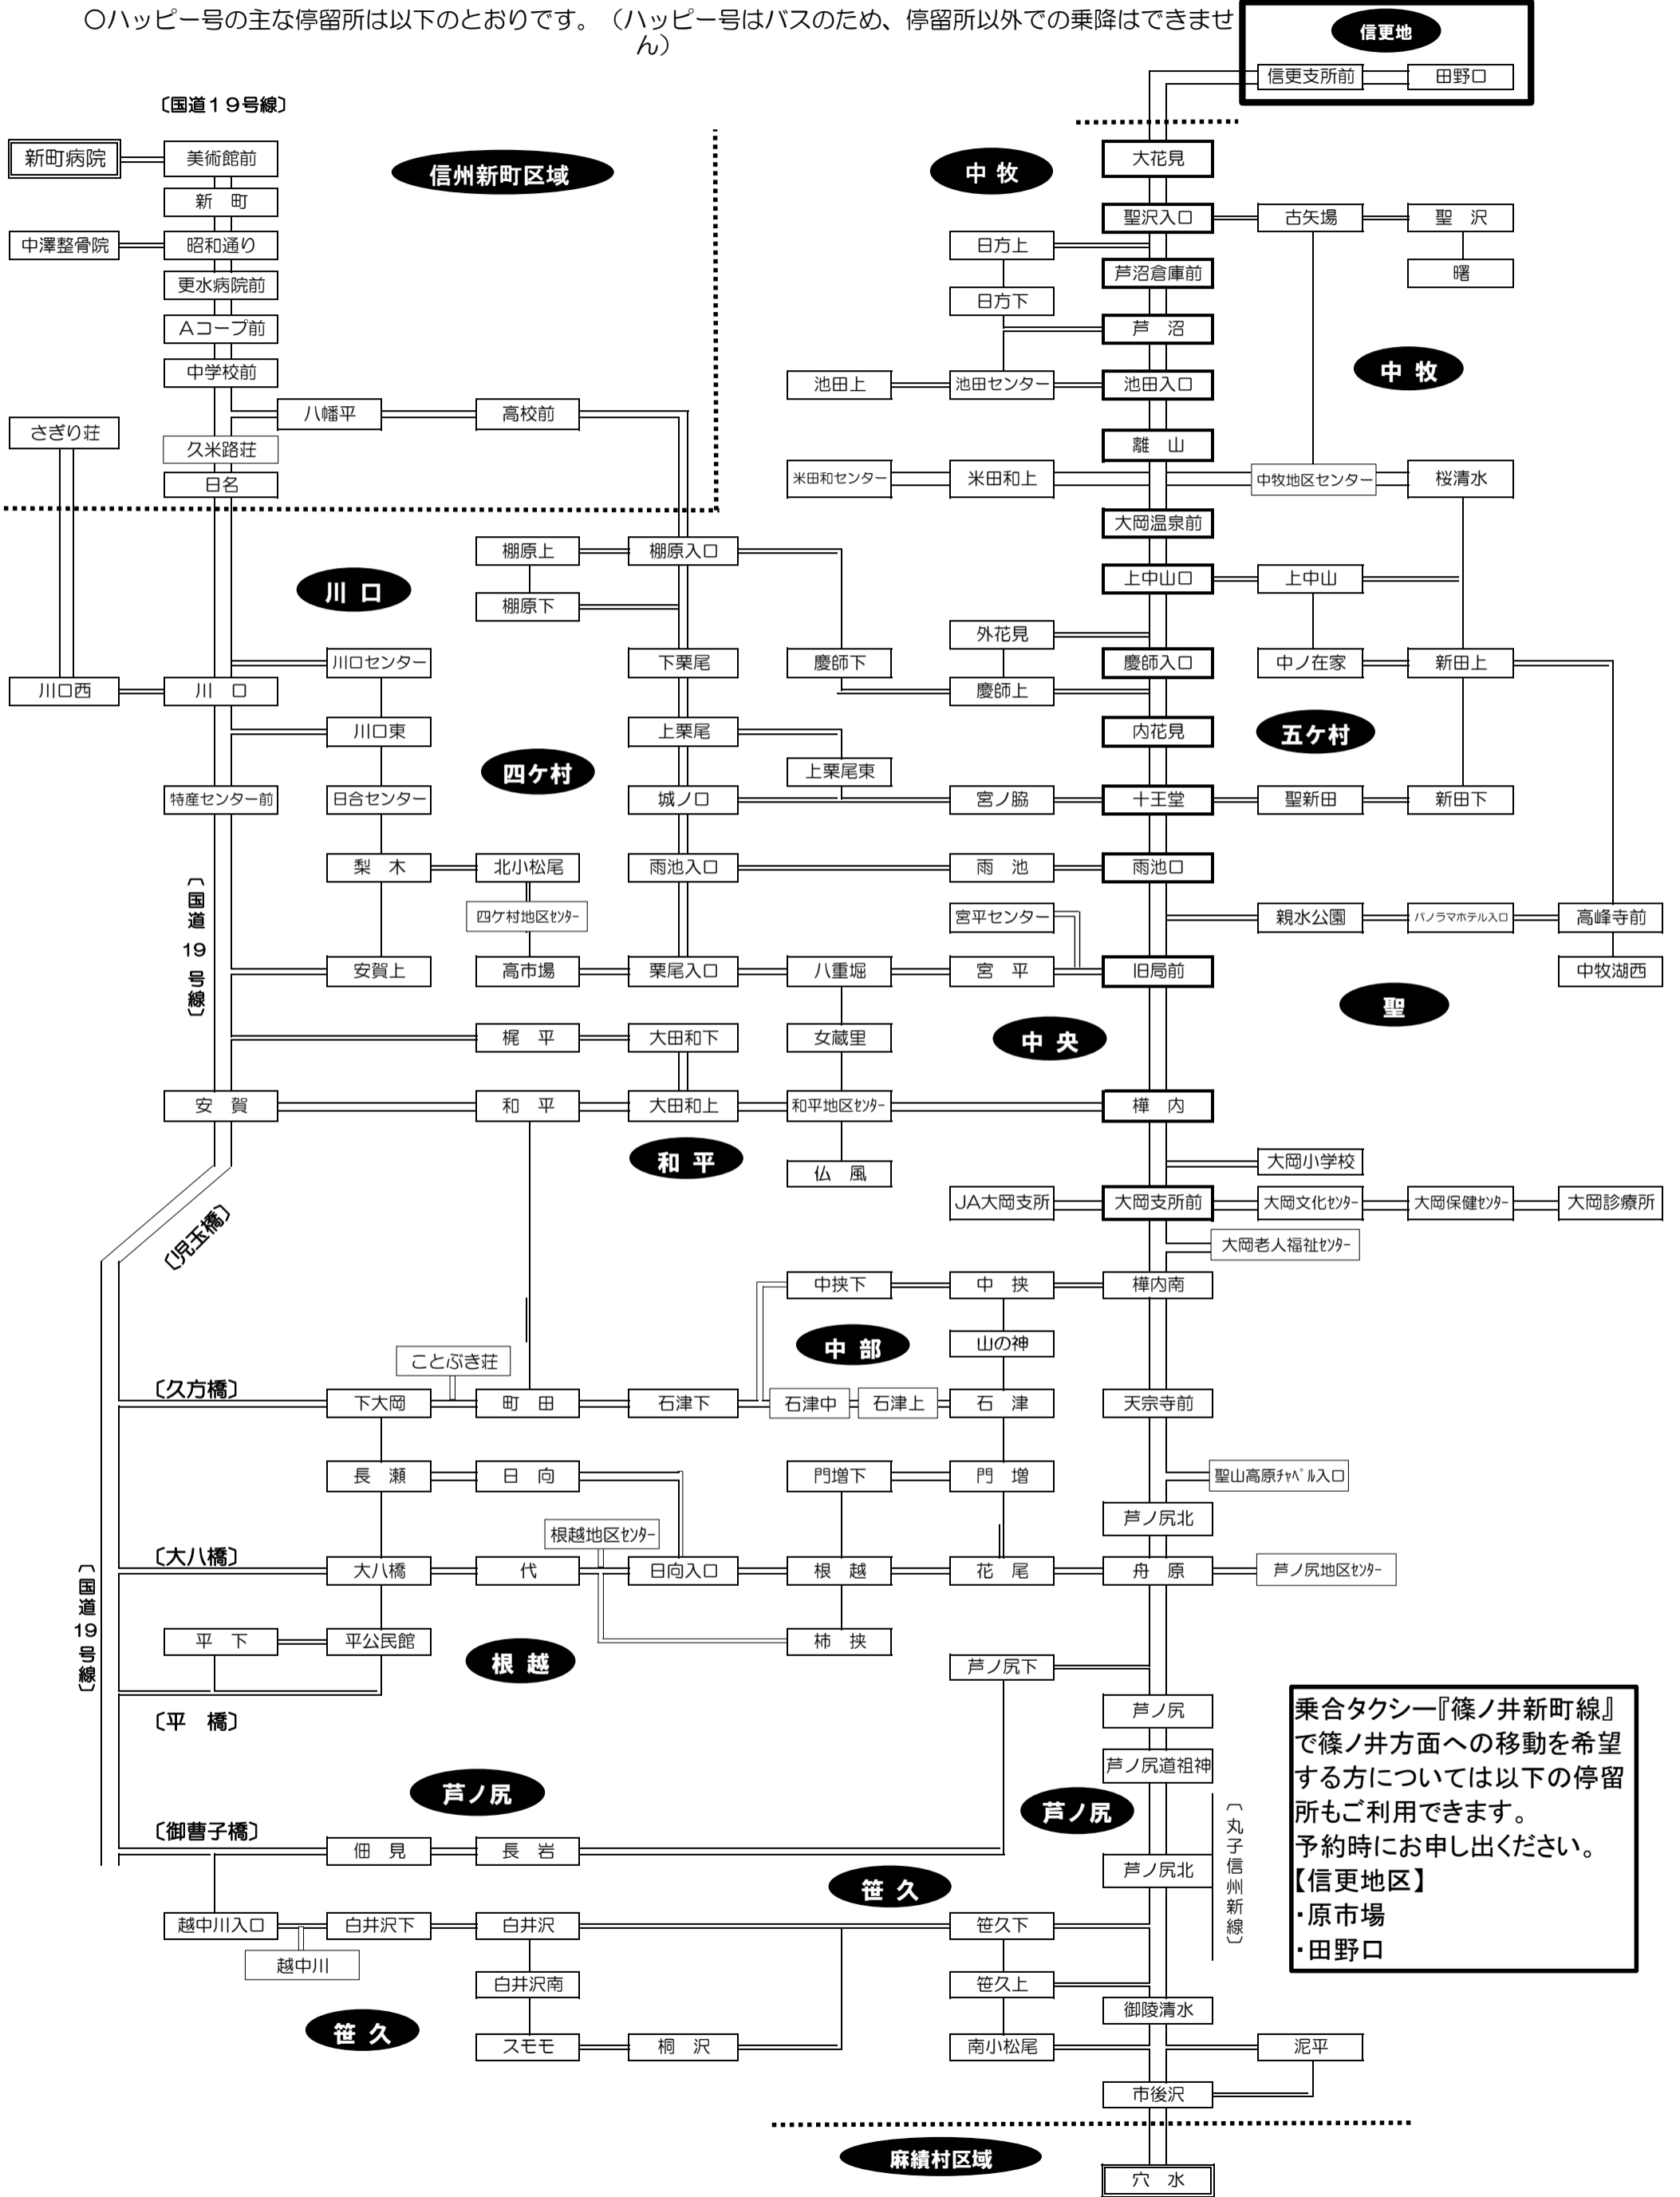 ○ハッピー号の主な停留所は以下のとおりです。（ハッピー号はバスのため、停留所以外での乗降はできませ
ん）
信更地
信更支所前 田野口
〔国道１９号線〕
新町病院 美術館前
信州新町区域
中 牧
大花見
新 町
聖沢入口 古矢場 聖 沢
中澤整骨院 昭和通り
日方上
更水病院前
芦沼倉庫前
曙
日方下
Ａコープ前
芦 沼
中学校前
中 牧
池田上 池田センター 池田入口
八幡平 高校前
さぎり荘
久米路荘
離 山
日名
米田和センター 米田和上 中牧地区センター 桜清水
大岡温泉前
棚原上 棚原入口
川 口
上中山口 上中山
棚原下
外花見
川口センター 下栗尾 慶師下 慶師入口 中ノ在家 新田上
川口西 川 口
慶師上
川口東 上栗尾 内花見
五ケ村
四ケ村
上栗尾東
特産センター前 日合センター 城ノ口 宮ノ脇 十王堂 聖新田 新田下
梨 木 北小松尾 雨池入口 雨 池 雨池口
〔国道19号線〕
四ケ村地区ｾﾝﾀｰ
宮平センター
親水公園 パノラマホテル入口 高峰寺前
安賀上 高市場 栗尾入口 八重堀 宮 平 旧局前 中牧湖西
聖
梶 平 大田和下 女蔵里
中 央
安 賀 和 平 大田和上 和平地区ｾﾝﾀｰ 樺 内
和 平
仏 風
大岡小学校
JA大岡支所 大岡支所前 大岡文化ｾﾝﾀｰ 大岡保健ｾﾝﾀｰ 大岡診療所
〔児玉橋〕
大岡老人福祉ｾﾝﾀｰ
中挟下 中 挟 樺内南
中 部
山の神
ことぶき荘
〔久方橋〕
下大岡 町 田 石津下 石津中 石津上 石 津 天宗寺前
長 瀬 日 向 門増下 門 増
聖山高原ﾁｬﾍﾟﾙ入口
芦ノ尻北
根越地区ｾﾝﾀｰ
〔大八橋〕
大八橋 代 日向入口 根 越 花 尾 舟 原 芦ノ尻地区ｾﾝﾀｰ
〔国道19号線〕
平 下 平公民館
根 越
柿 挟
芦ノ尻下
芦ノ尻
〔平 橋〕
芦ノ尻道祖神
芦ノ尻
芦ノ尻
〔丸子信州新線〕
〔御曹子橋〕
佃 見 長 岩
芦ノ尻北
笹 久
越中川入口 白井沢下 白井沢 笹久下
越中川
白井沢南 笹久上
御陵清水
笹 久
スモモ 桐 沢 南小松尾 泥平
市後沢
麻績村区域
穴 水
乗合タクシー『篠ノ井新町線』
で篠ノ井方面への移動を希望
する方については以下の停留
所もご利用できます。
予約時にお申し出ください。
【信更地区】
・原市場
・田野口